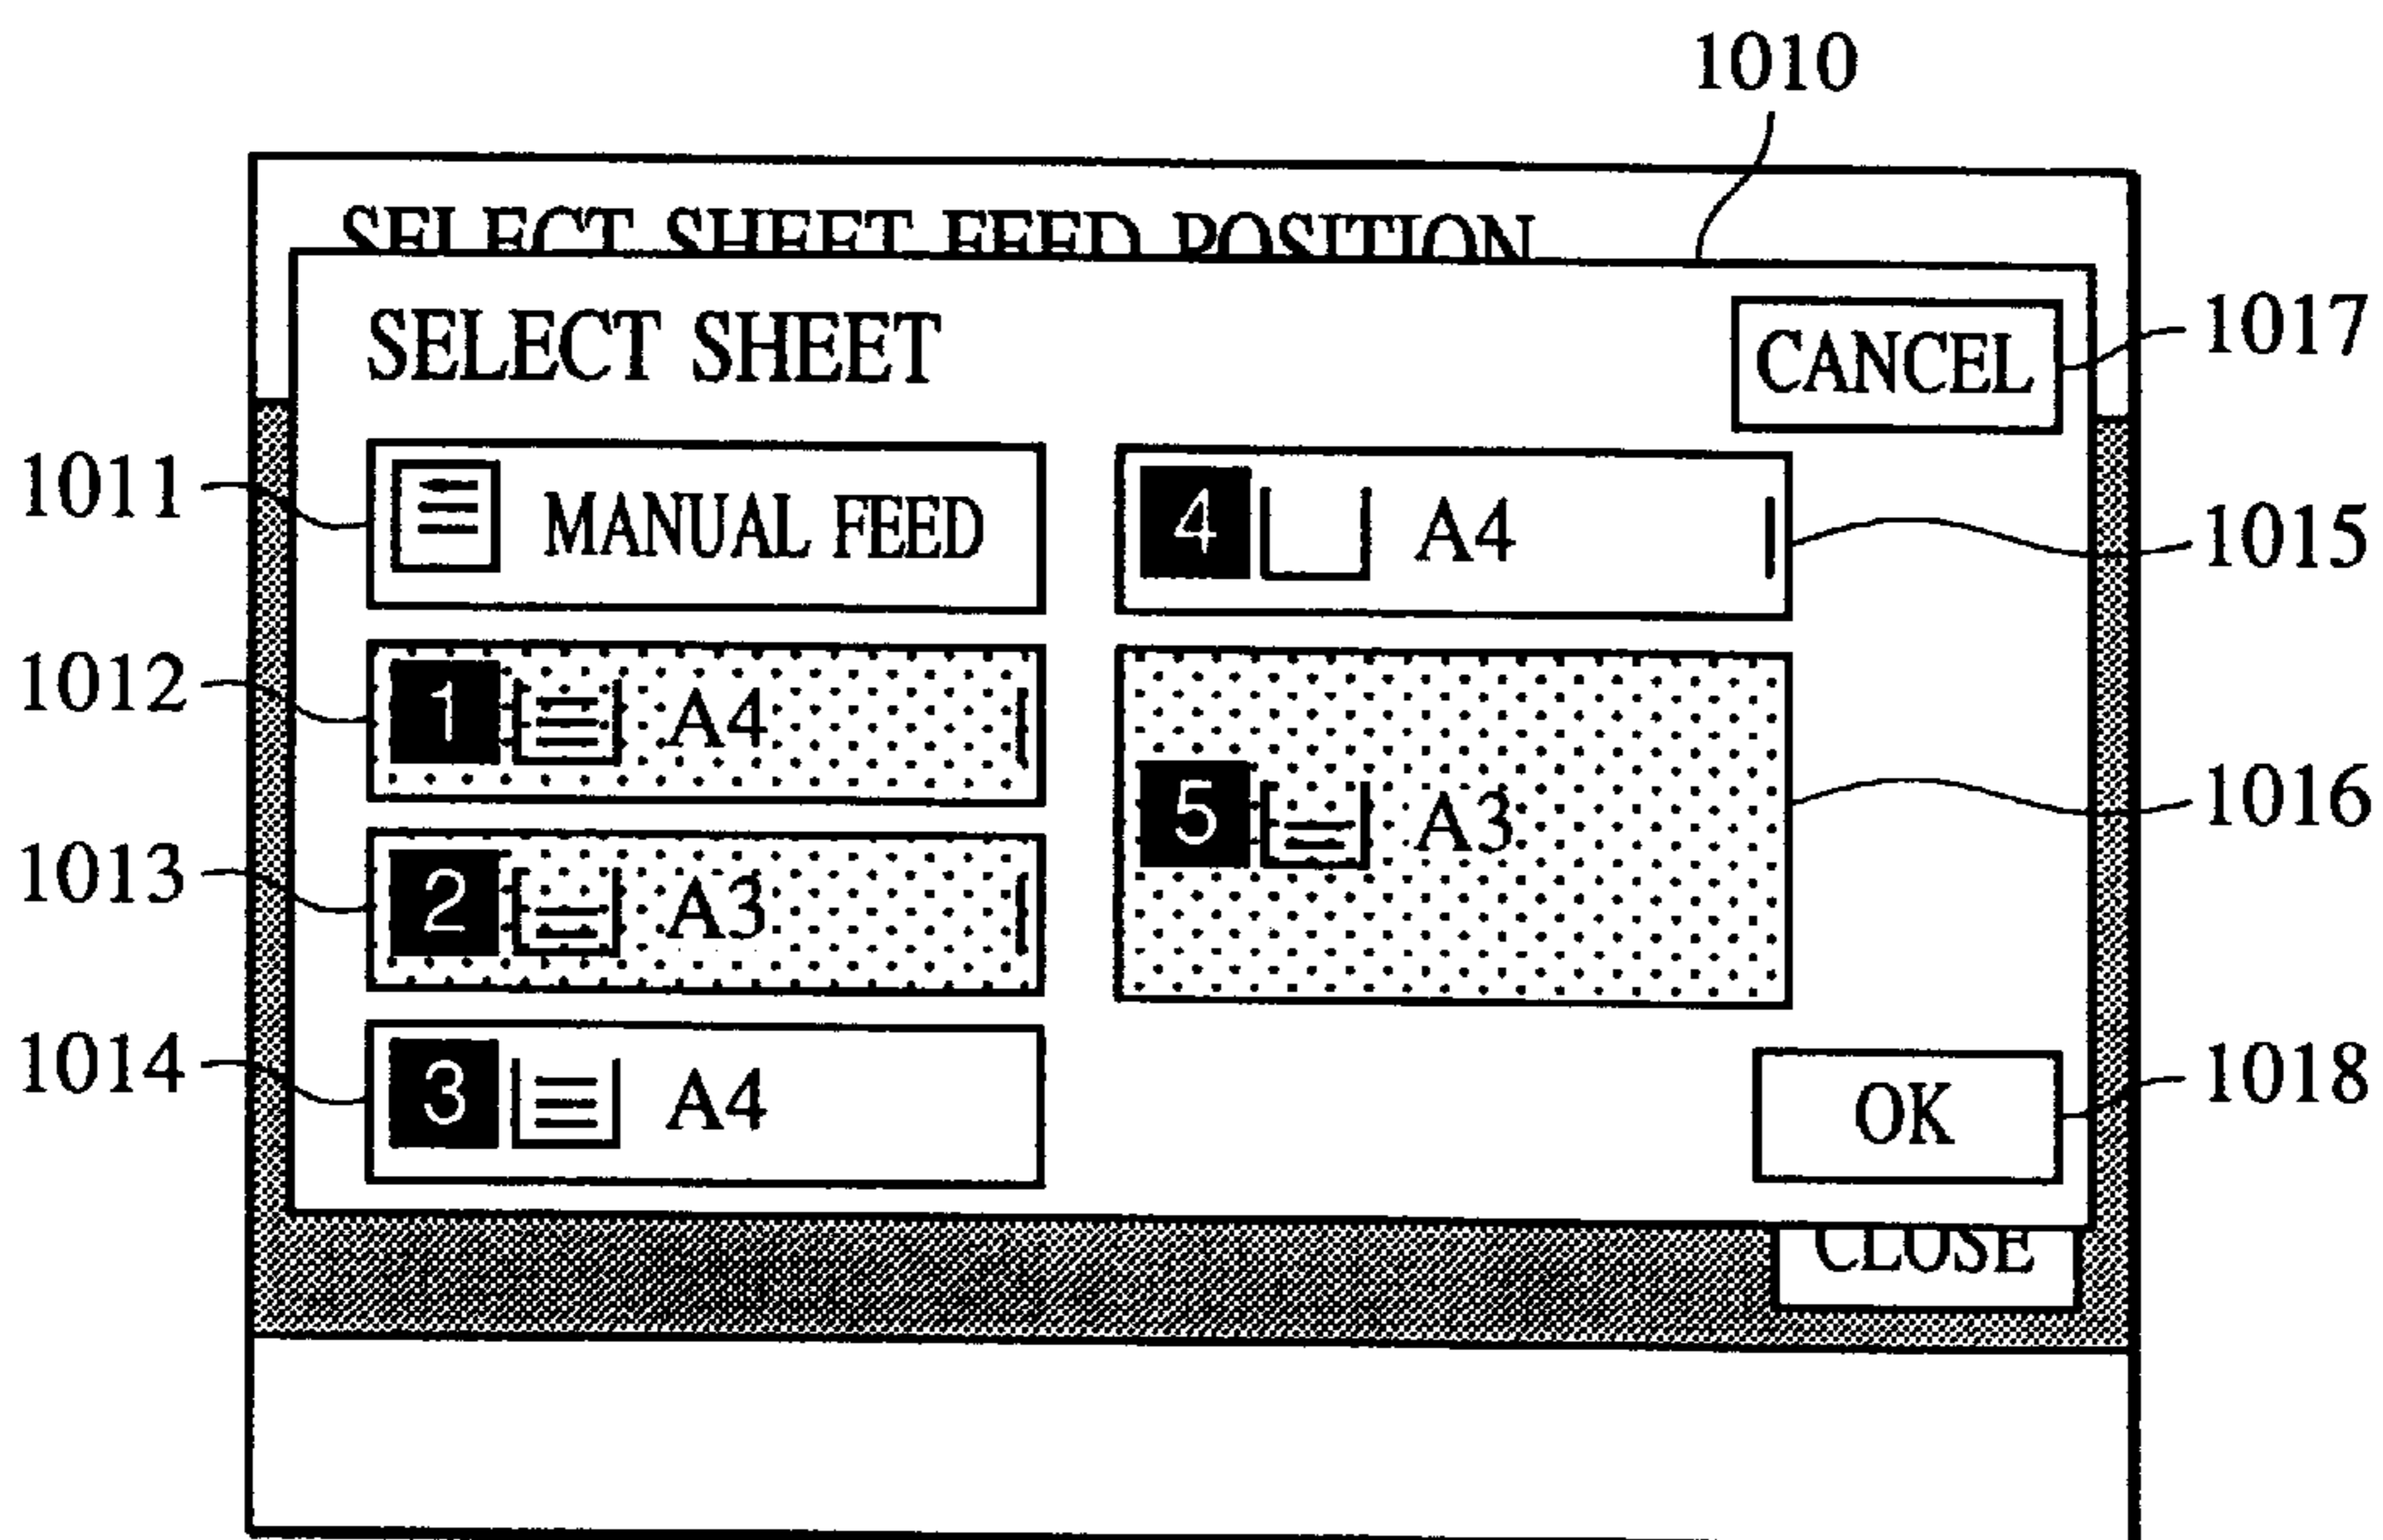 1010
SELECT SHEET FEED POSITION
SELECT SHEET
CANCEL
1017
1011
MANUAL FEED
4 A4
1015
1012
1 A4
5 A3
1016
1013
2 A3
1014
3 A4
OK
1018
CLOSE